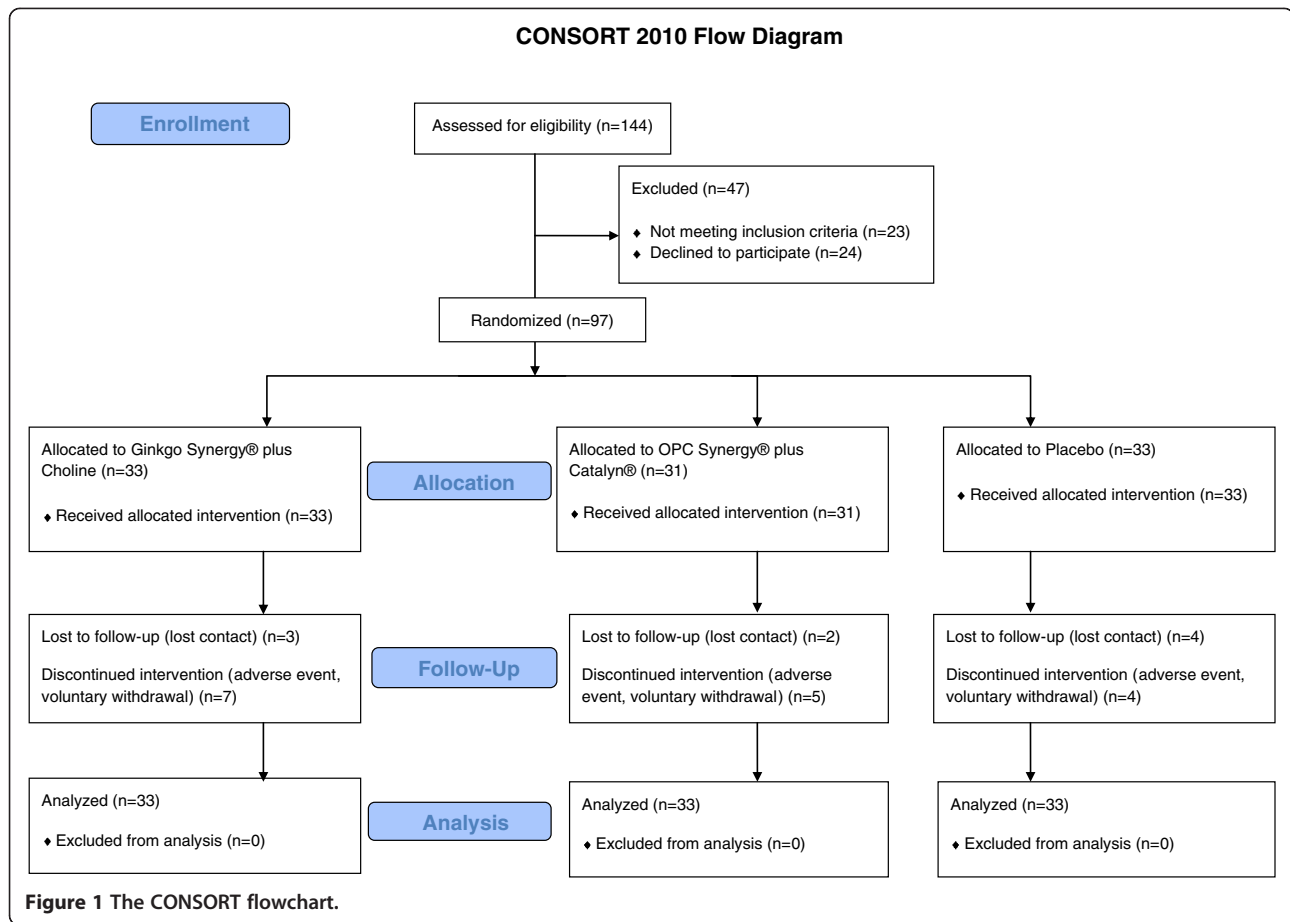 CONSORT 2010 Flow Diagram
Enrollment
Assessed for eligibility (n=144)
Excluded (n=47)
♦ Not meeting inclusion criteria (n=23)
♦ Declined to participate (n=24)
Randomized (n=97)
Allocated to Ginkgo Synergy® plus
Choline (n=33)
♦ Received allocated intervention (n=33)
Allocation
Allocated to OPC Synergy® plus
Catalyn® (n=31)
♦ Received allocated intervention (n=31)
Allocated to Placebo (n=33)
♦ Received allocated intervention (n=33)
Lost to follow-up (lost contact) (n=3)
Discontinued intervention (adverse event,
voluntary withdrawal) (n=7)
Follow-Up
Lost to follow-up (lost contact) (n=2)
Discontinued intervention (adverse
event, voluntary withdrawal) (n=5)
Lost to follow-up (lost contact) (n=4)
Discontinued intervention (adverse event,
voluntary withdrawal) (n=4)
Analyzed (n=33)
♦ Excluded from analysis (n=0)
Analysis
Analyzed (n=33)
♦ Excluded from analysis (n=0)
Analyzed (n=33)
♦ Excluded from analysis (n=0)
Figure 1 The CONSORT flowchart.